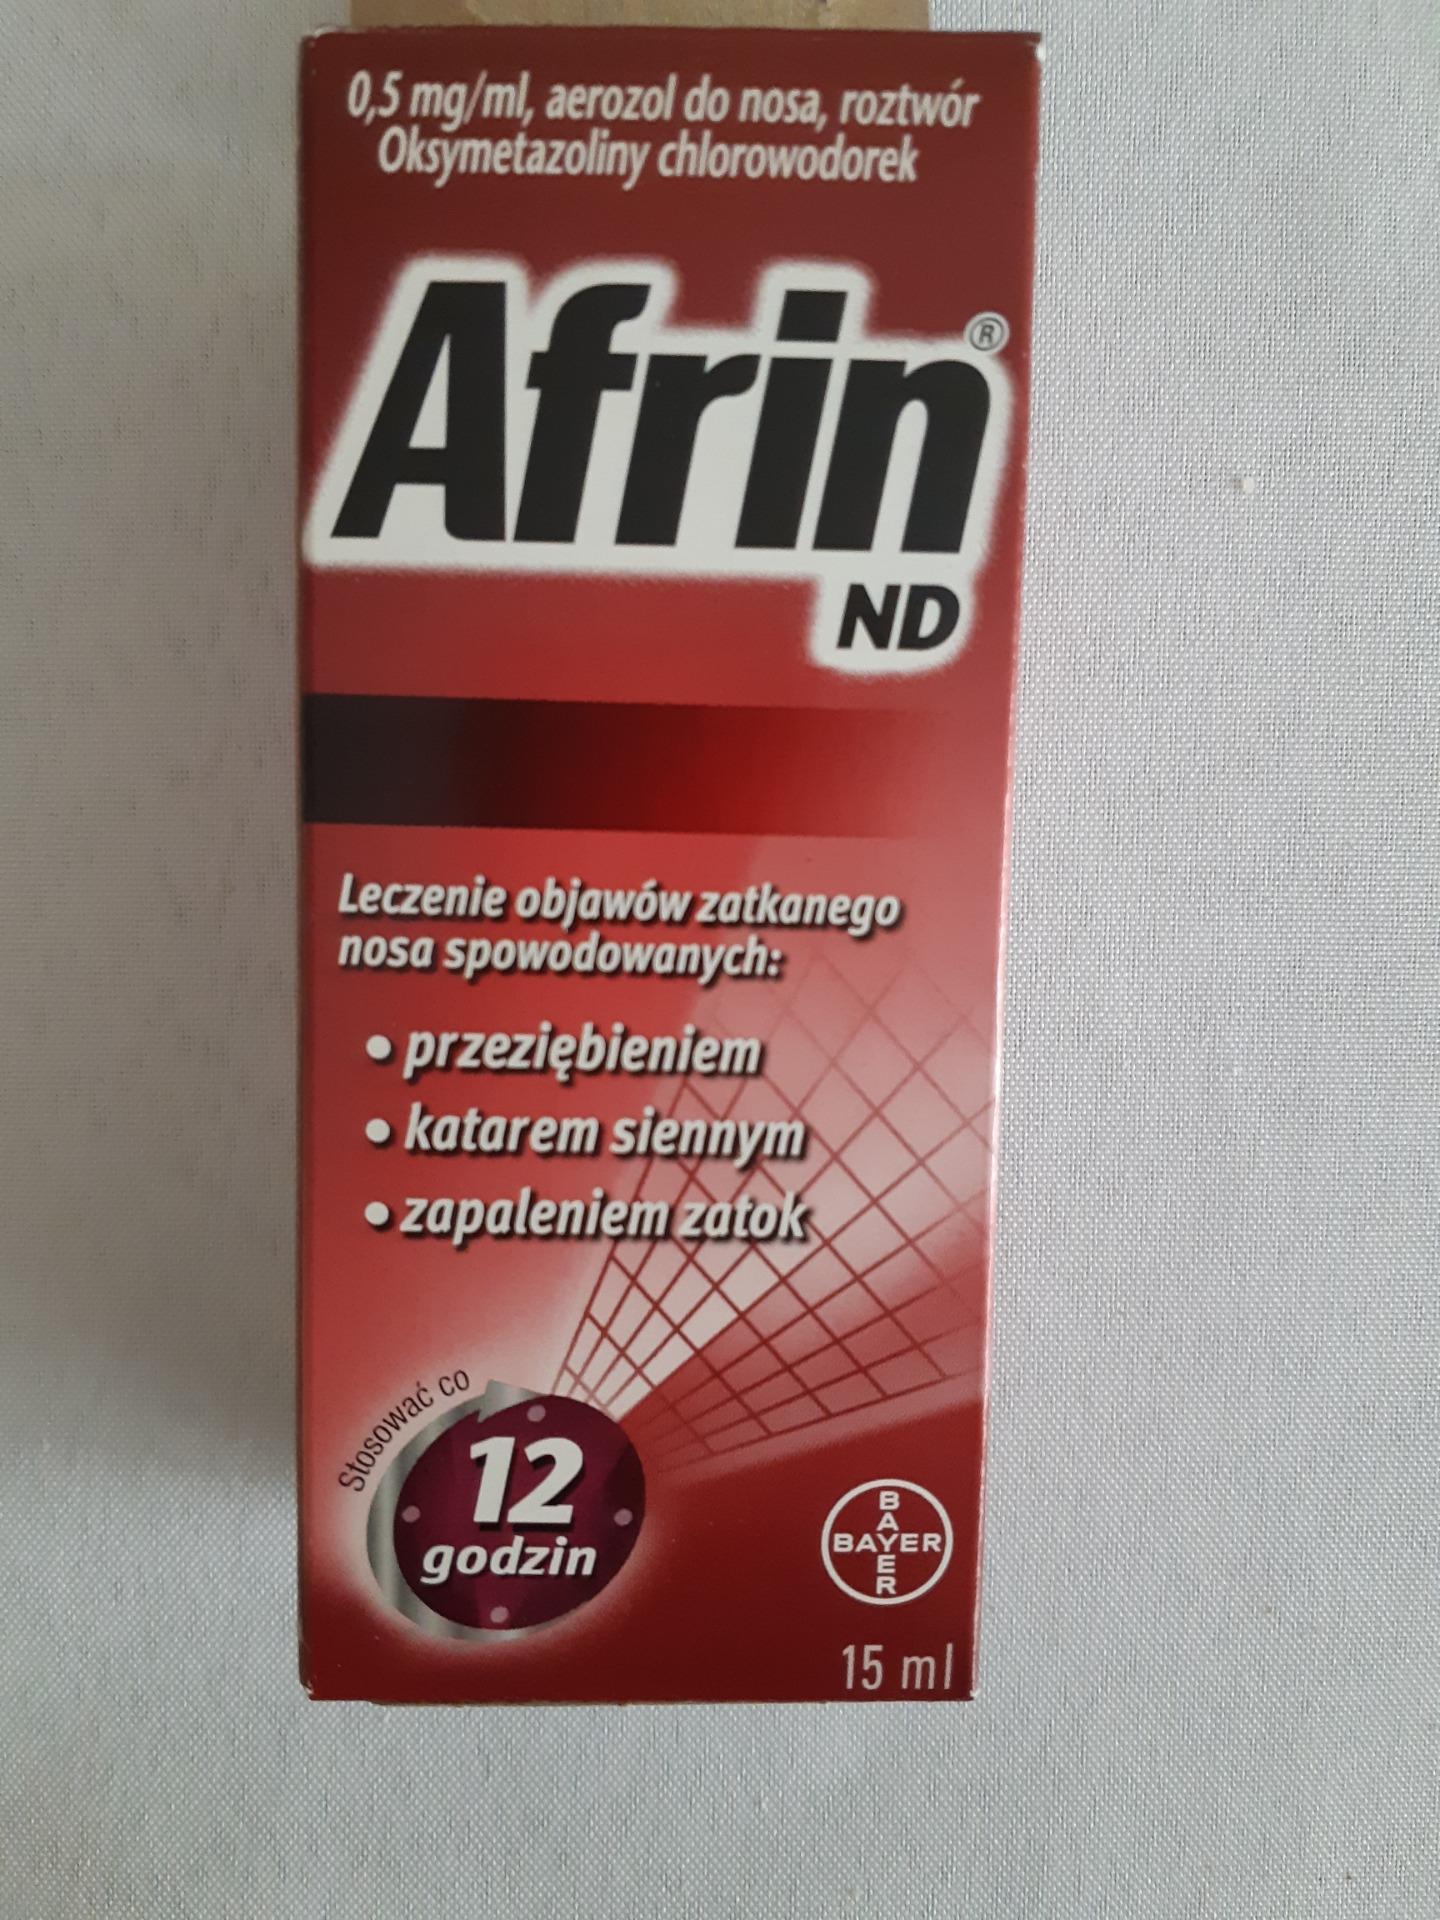 0,5 mg/ml, aerozol do nosa, roztwór
Oksymetazoliny chlorowodorek
Afrin®
ND
Leczenie objawów zatkanego
nosa spowodowanych:
• przeziębieniem
• katarem siennym
• zapaleniem zatok
Stosować co
12
godzin
BAYER
BAYER
15 ml